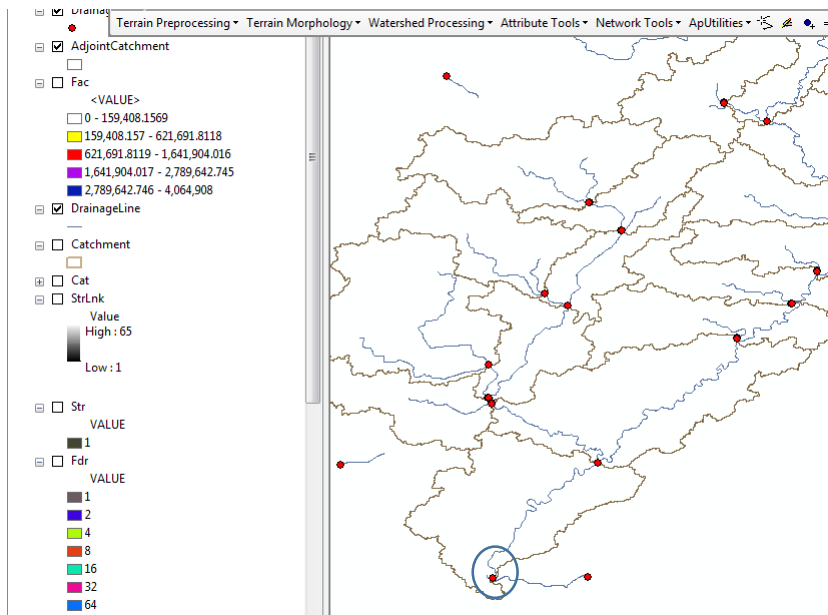 Terrain Preprocessing Terrain Morphology Watershed Processing Attribute Tools Network Tools ApUtilities
AdjointCatchment
Fac
<VALUE>
0 - 159,408.1569
159,408.157 - 621,691.8118
621,691.8119 - 1,641,904.016
1,641,904.017 - 2,789,642.745
2,789,642.746 - 4,064,908
DrainageLine
Catchment
Cat
StrLnk
Value
High : 65
Low : 1
Str
VALUE
1
Fdr
VALUE
1
2
4
8
16
32
64